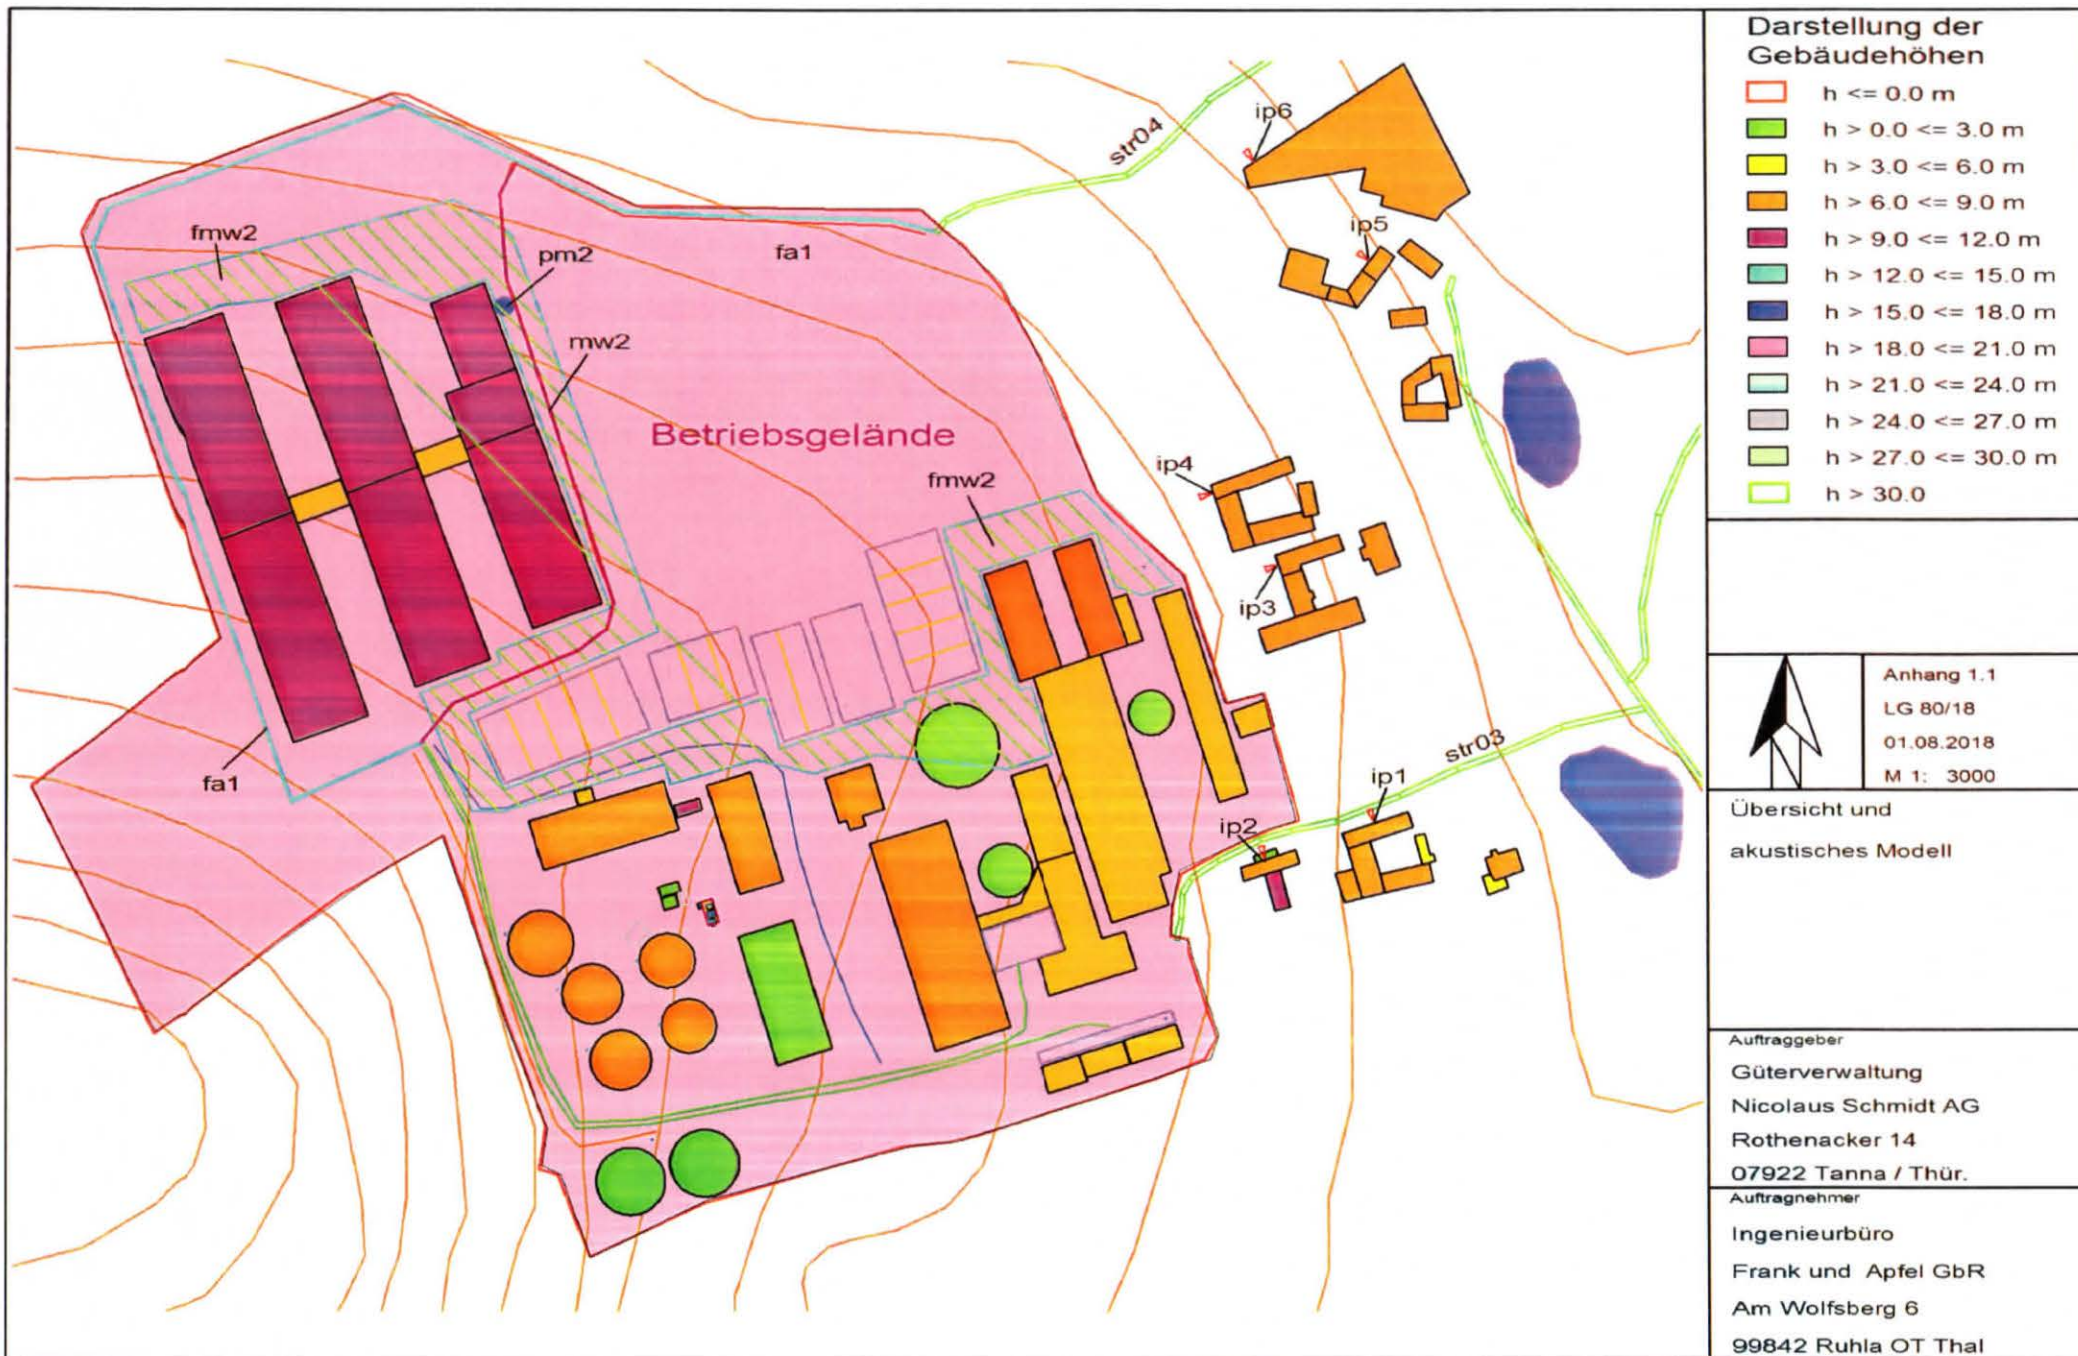 fmw2
pm2
mw2
fa1
fa1
Betriebsgelände
fmw2
str04
ip6
ip5
ip4
ip3
str03
ip1
ip2
Darstellung der
Gebäudehöhen
h <= 0.0 m
h > 0.0 <= 3.0 m
h > 3.0 <= 6.0 m
h > 6.0 <= 9.0 m
h > 9.0 <= 12.0 m
h > 12.0 <= 15.0 m
h > 15.0 <= 18.0 m
h > 18.0 <= 21.0 m
h > 21.0 <= 24.0 m
h > 24.0 <= 27.0 m
h > 27.0 <= 30.0 m
h > 30.0
Anhang 1.1
LG 80/18
01.08.2018
M 1: 3000
Übersicht und
akustisches Modell
Auftraggeber
Güterverwaltung
Nicolaus Schmidt AG
Rothenacker 14
07922 Tanna / Thür.
Auftragnehmer
Ingenieurbüro
Frank und Apfel GbR
Am Wolfsberg 6
99842 Ruhla OT Thal